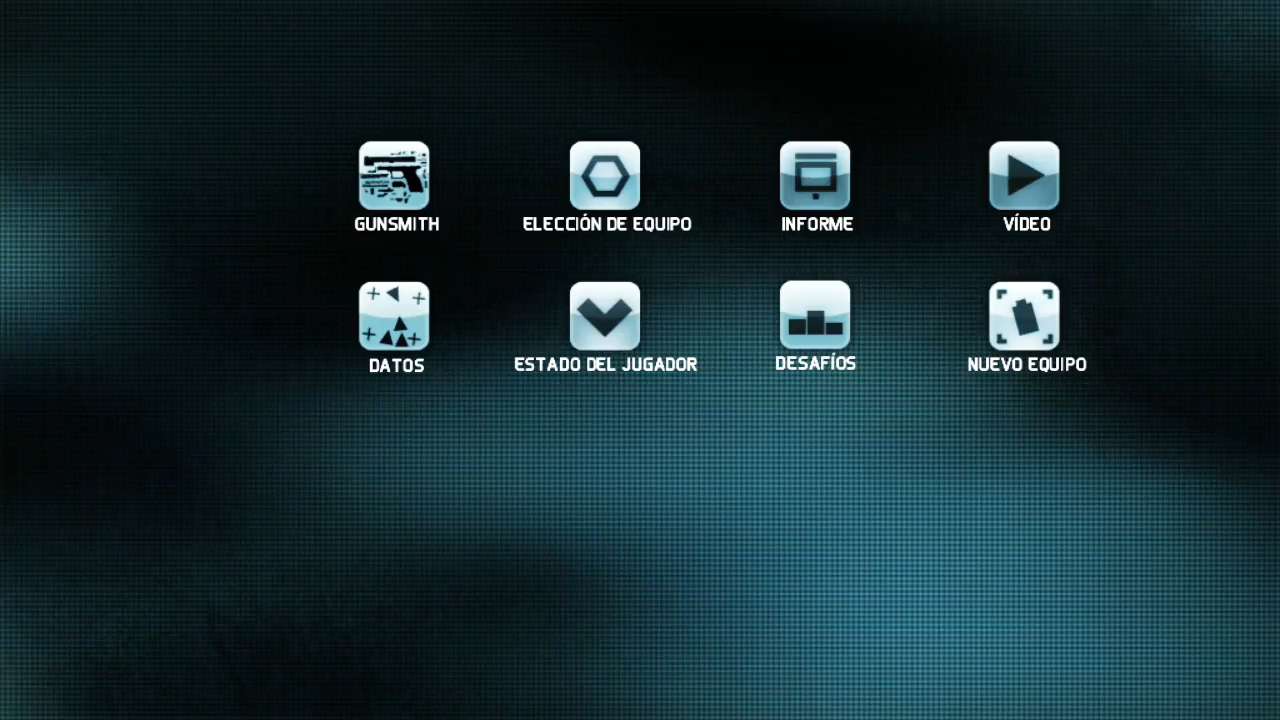 GUNSMITH
ELECCIÓN DE EQUIPO
INFORME
VÍDEO
DATOS
ESTADO DEL JUGADOR
DESAFÍOS
NUEVO EQUIPO